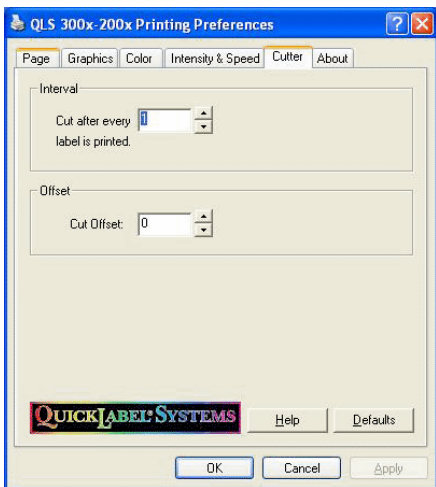 QLS 300x-200x Printing Preferences
Page Graphics Color Intensity & Speed Cutter About
Interval
Cut after every 1
label is printed.
Offset
Cut Offset: 0
QUICKLABEL® SYSTEMS Help Defaults
OK Cancel Apply